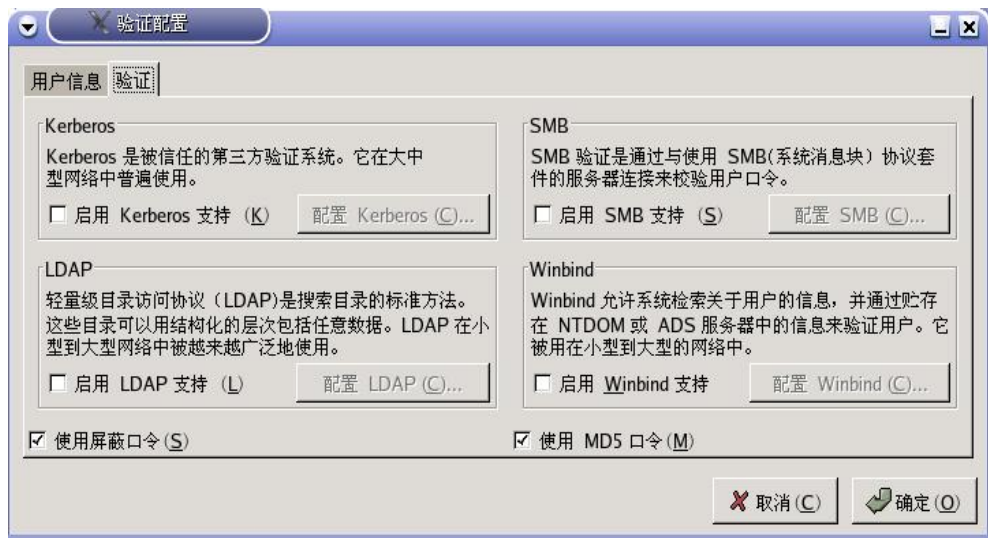 验证配置
用户信息 验证
Kerberos
Kerberos 是被信任的第三方验证系统。它在大中
型网络中普遍使用。
启用 Kerberos 支持 (K) 配置 Kerberos (C)...
SMB
SMB 验证是通过与使用 SMB(系统消息块) 协议套
件的服务器连接来校验用户口令。
启用 SMB 支持 (S) 配置 SMB (C)...
LDAP
轻量级目录访问协议 (LDAP)是搜索目录的标准方法。
这些目录可以用结构化的层次包括任意数据。LDAP 在小
型到大型网络中被越来越广泛地使用。
启用 LDAP 支持 (L) 配置 LDAP (C)...
Winbind
Winbind 允许系统检索关于用户的信息，并通过贮存
在 NTDOM 或 ADS 服务器中的信息来验证用户。它
被用在小型到大型的网络中。
启用 Winbind 支持 配置 Winbind (C)...
使用屏蔽口令(S) 使用 MD5 口令(M)
取消(C) 确定(O)